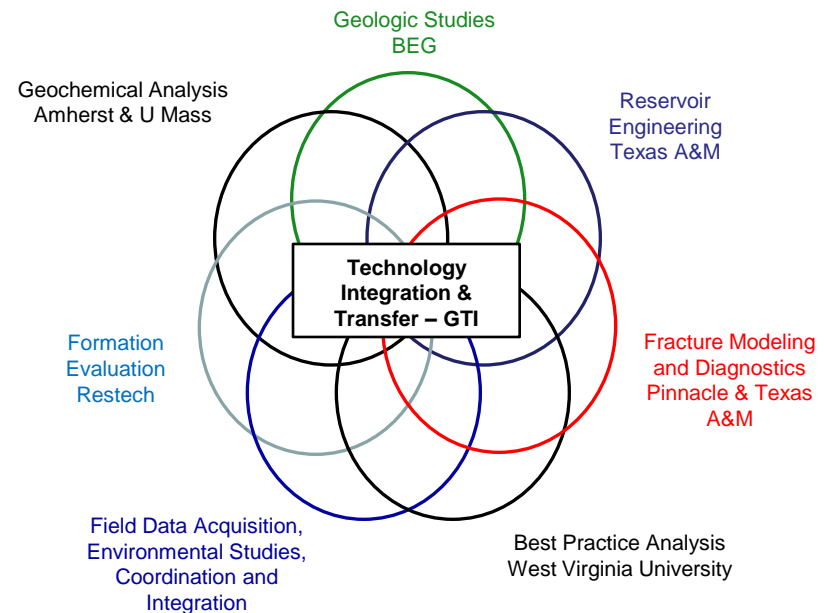 Geologic Studies
BEG
Geochemical Analysis
Amherst & U Mass
Reservoir
Engineering
Texas A&M
Technology
Integration &
Transfer – GTI
Formation
Evaluation
Restech
Fracture Modeling
and Diagnostics
Pinnacle & Texas
A&M
Field Data Acquisition,
Environmental Studies,
Coordination and
Integration
Best Practice Analysis
West Virginia University